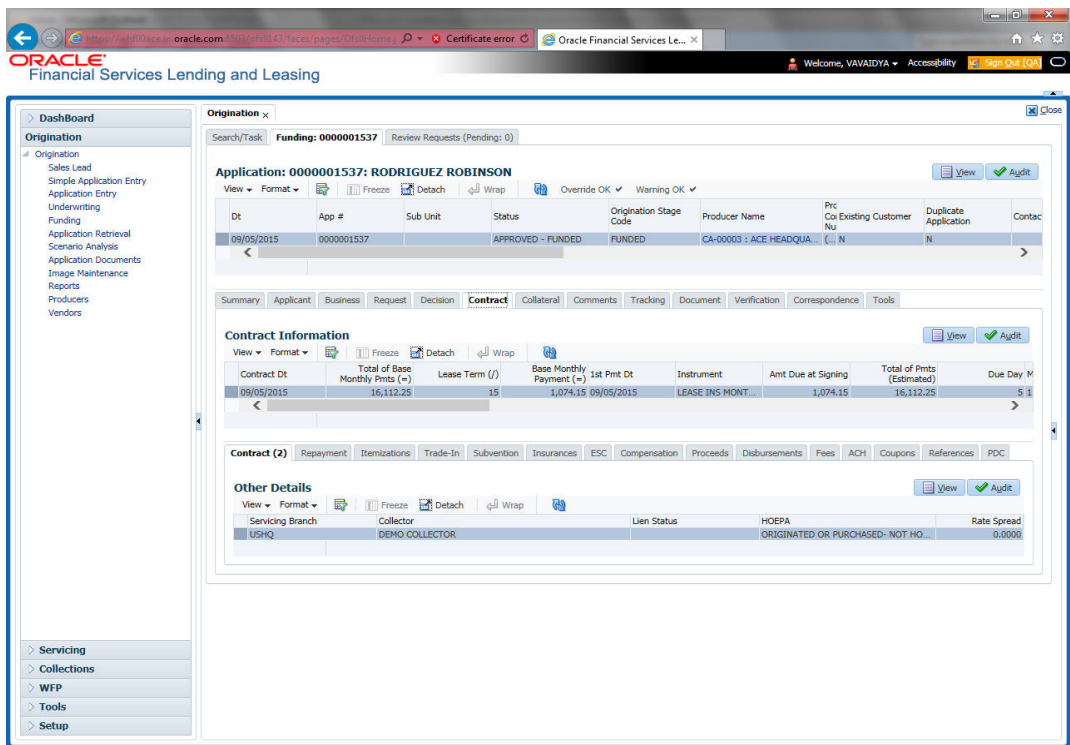 oracle.com
Certificate error
Oracle Financial Services Le...
ORACLE
Financial Services Lending and Leasing
Welcome, VAVAIDYA
Accessibility
Sign Out [QA]
Close
DashBoard
Origination
Origination
Sales Lead
Simple Application Entry
Application Entry
Underwriting
Funding
Application Retrieval
Scenario Analysis
Application Documents
Image Maintenance
Reports
Producers
Vendors
Servicing
Collections
WFP
Tools
Setup
Origination
Search/Task Funding: 0000001537 Review Requests (Pending: 0)
Application: 0000001537: RODRIGUEZ ROBINSON
View Audit
View Format Freeze Detach Wrap Override OK Warning OK
Dt App # Sub Unit Status Origination Stage Code Producer Name Prc Coi Nu Existing Customer Duplicate Application Contac
09/05/2015 0000001537 APPROVED - FUNDED FUNDED CA-00003 : ACE HEADQUA... (... N N
Summary Applicant Business Request Decision Contract Collateral Comments Tracking Document Verification Correspondence Tools
Contract Information
View Audit
View Format Freeze Detach Wrap
Contract Dt Total of Base Monthly Pmts (=) Lease Term (/) Base Monthly Payment (=) 1st Pmt Dt Instrument Amt Due at Signing Total of Pmts (Estimated) Due Day M
09/05/2015 16,112.25 15 1,074.15 09/05/2015 LEASE INS MONT... 1,074.15 16,112.25 5 1
Contract (2) Repayment Itemizations Trade-In Subvention Insurances ESC Compensation Proceeds Disbursements Fees ACH Coupons References PDC
Other Details
View Audit
View Format Freeze Detach Wrap
Servicing Branch Collector Lien Status HOEPA Rate Spread
USHQ DEMO COLLECTOR ORIGINATED OR PURCHASED- NOT HO... 0.0000